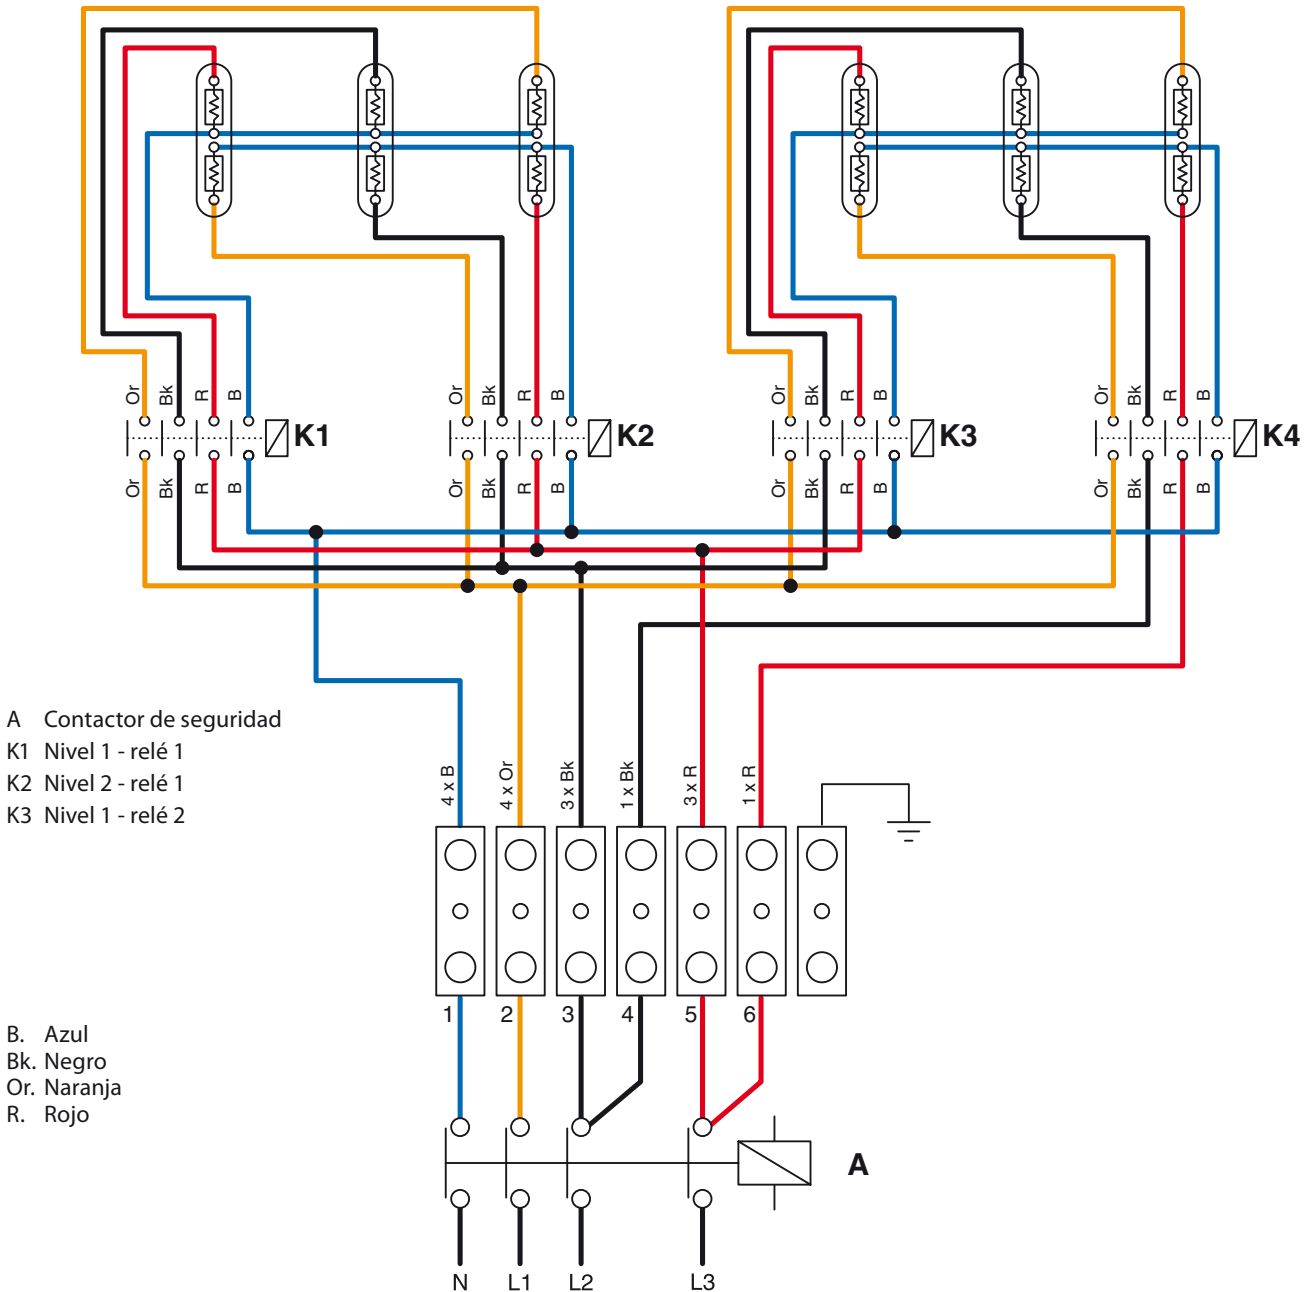 Or Bk R B Or Bk R B Or Bk R B Or Bk R B
K1 K2 K3 K4
Or Bk R B Or Bk R B Or Bk R B Or Bk R B
A Contactor de seguridad
K1 Nivel 1 - relé 1
K2 Nivel 2 - relé 1
K3 Nivel 1 - relé 2
4 x B 4 x Or 3 x Bk 1 x Bk 3 x R 1 x R
1 2 3 4 5 6
B. Azul
Bk. Negro
Or. Naranja
R. Rojo
A
N L1 L2 L3